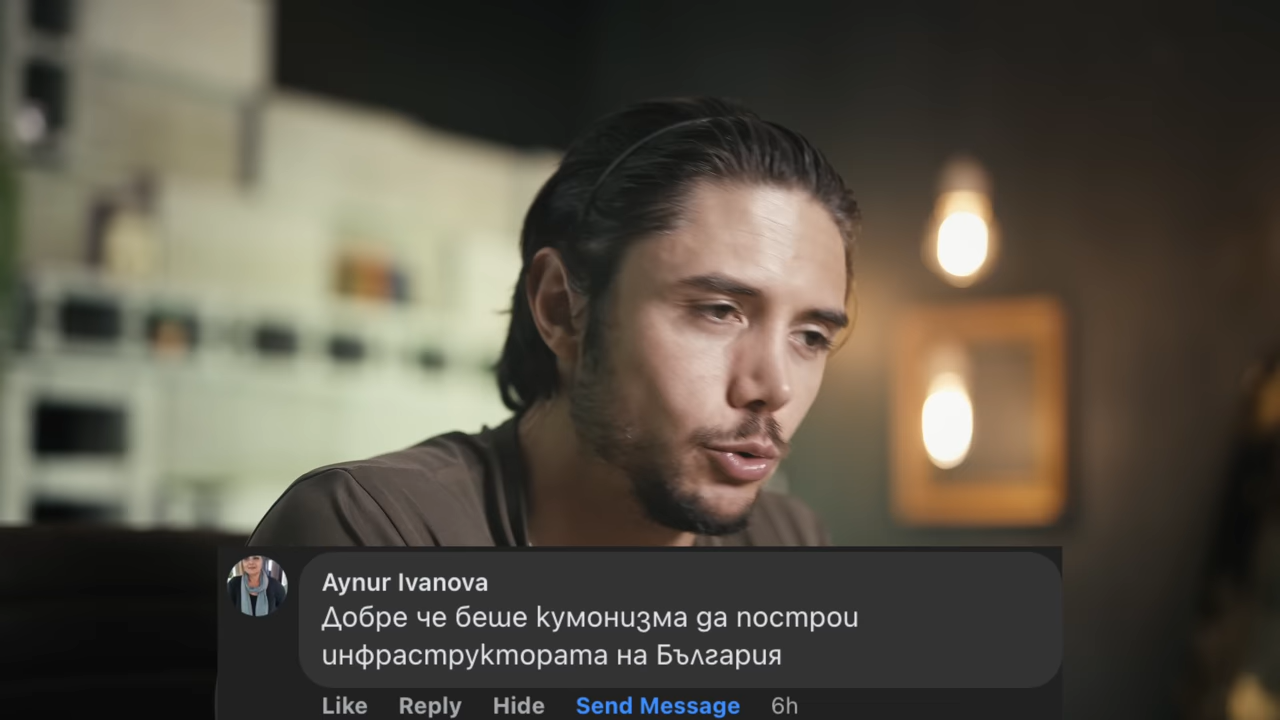 Aynur Ivanova
Добре че беше кумонизма да построи
инфраструктората на България
Like Reply Hide Send Message 6h